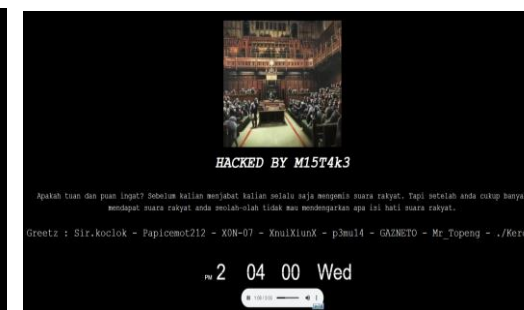 HACKED BY M15T4k3
Apakah tuan dan puan ingat? Sebelum kalian menjabat kalian selalu saja mengemis suara rakyat. Tapi setelah anda cukup banya
mendapat suara rakyat anda seolah-olah tidak mau mendengarkan apa isi hati suara rakyat.
Greetz : Sir.koclok - Papicemot212 - X0N-07 - XnuiXiunX - p3mu14 - GAZNETO - Mr_Topeng - ./Kere
PM 2 04 00 Wed